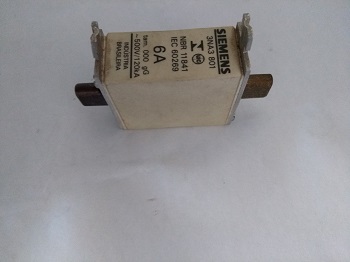 SIEMENS
3NA3 801
NBR 11841
IEC 60269
6A
tam. 000 gG
~500V/120kA
INDÚSTRIA
BRASILEIRA